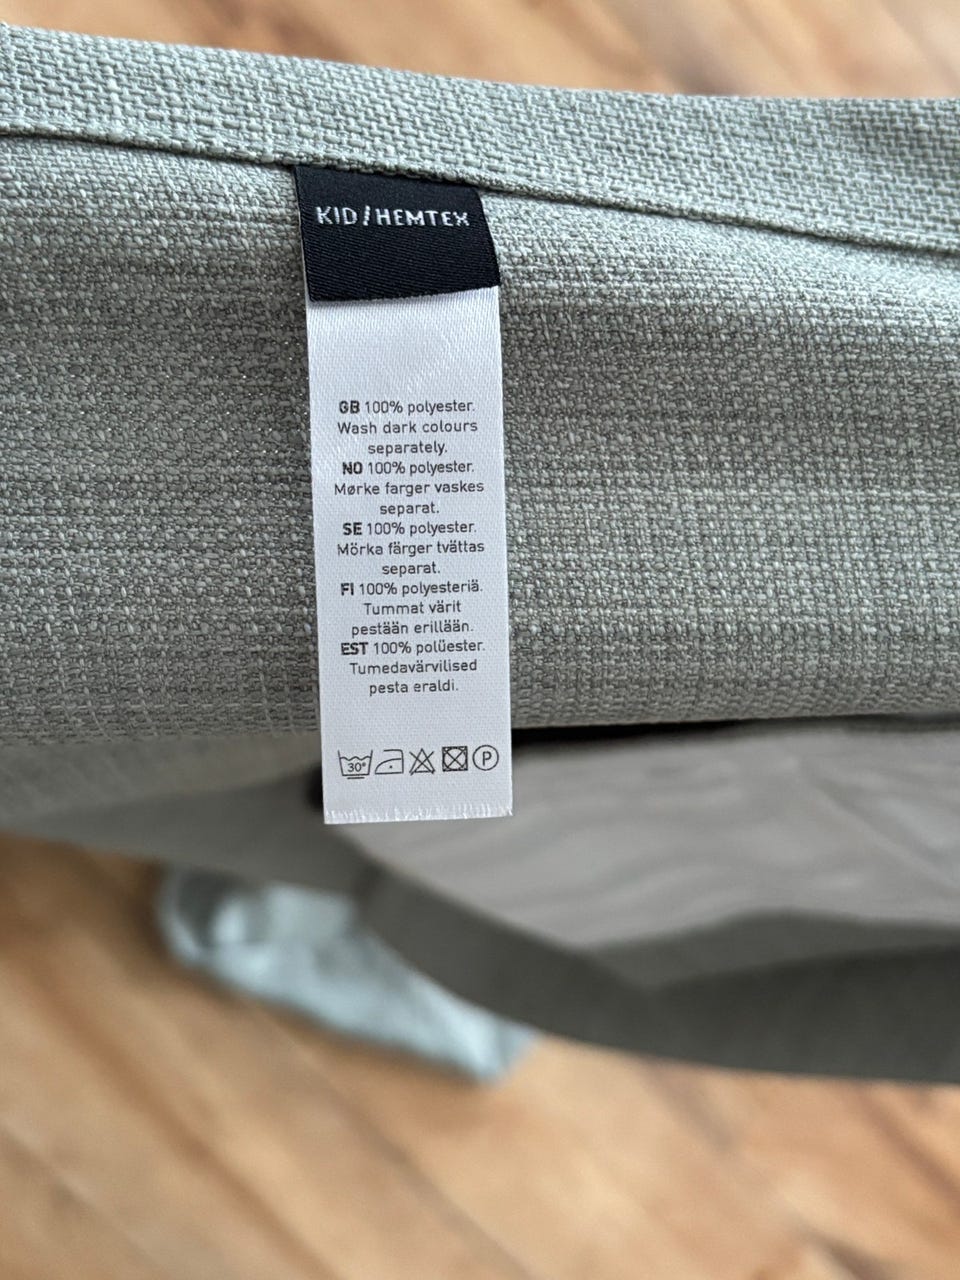 KID/HEMTEX
GB 100% polyester.
Wash dark colours
separately.
NO 100% polyester.
Mørke farger vaskes
separat.
SE 100% polyester.
Mörka färger tvättas
separat.
FI 100% polyesteriä.
Tummat värit
pestään erillään.
EST 100% polüester.
Tumedavärvilised
pesta eraldi.
30° P